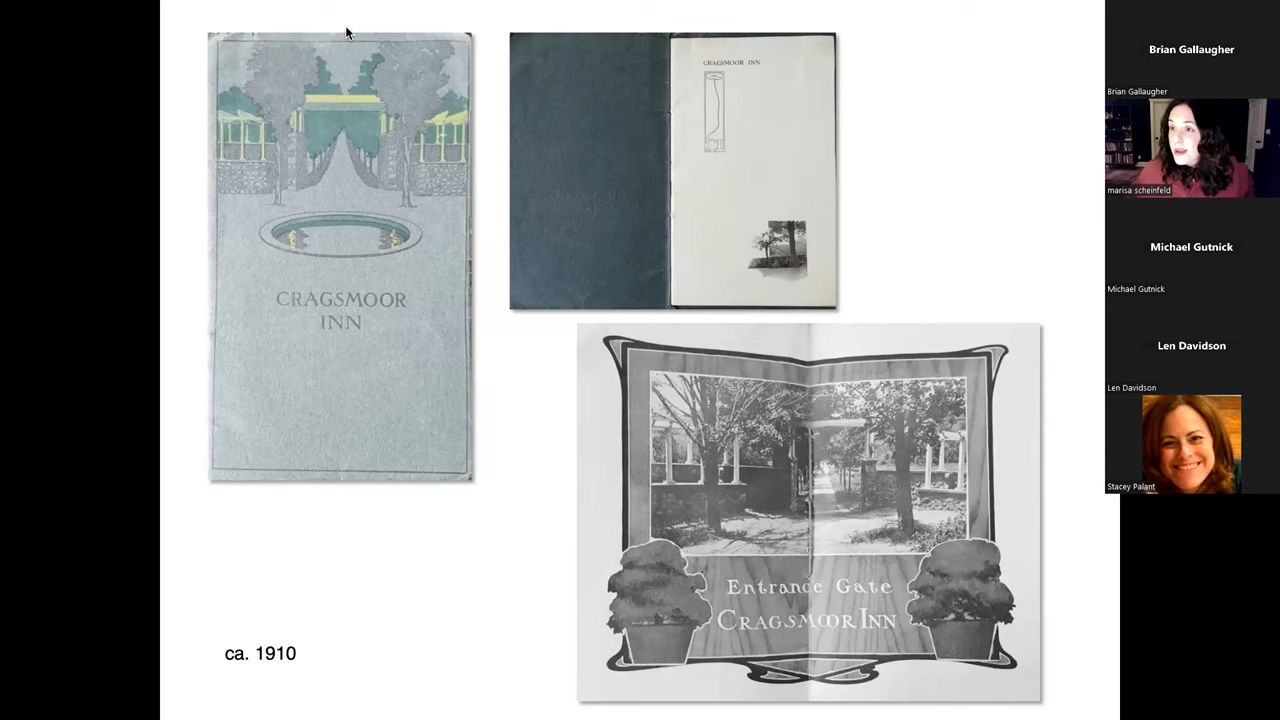 CRAGSMOOR
INN
CRAGSMOOR INN
CI
Entrance Gate
CRAGSMOOR INN
ca. 1910
Brian Gallaugher
Brian Gallaugher
marisa scheinfeld
Michael Gutnick
Michael Gutnick
Len Davidson
Len Davidson
Stacey Palant